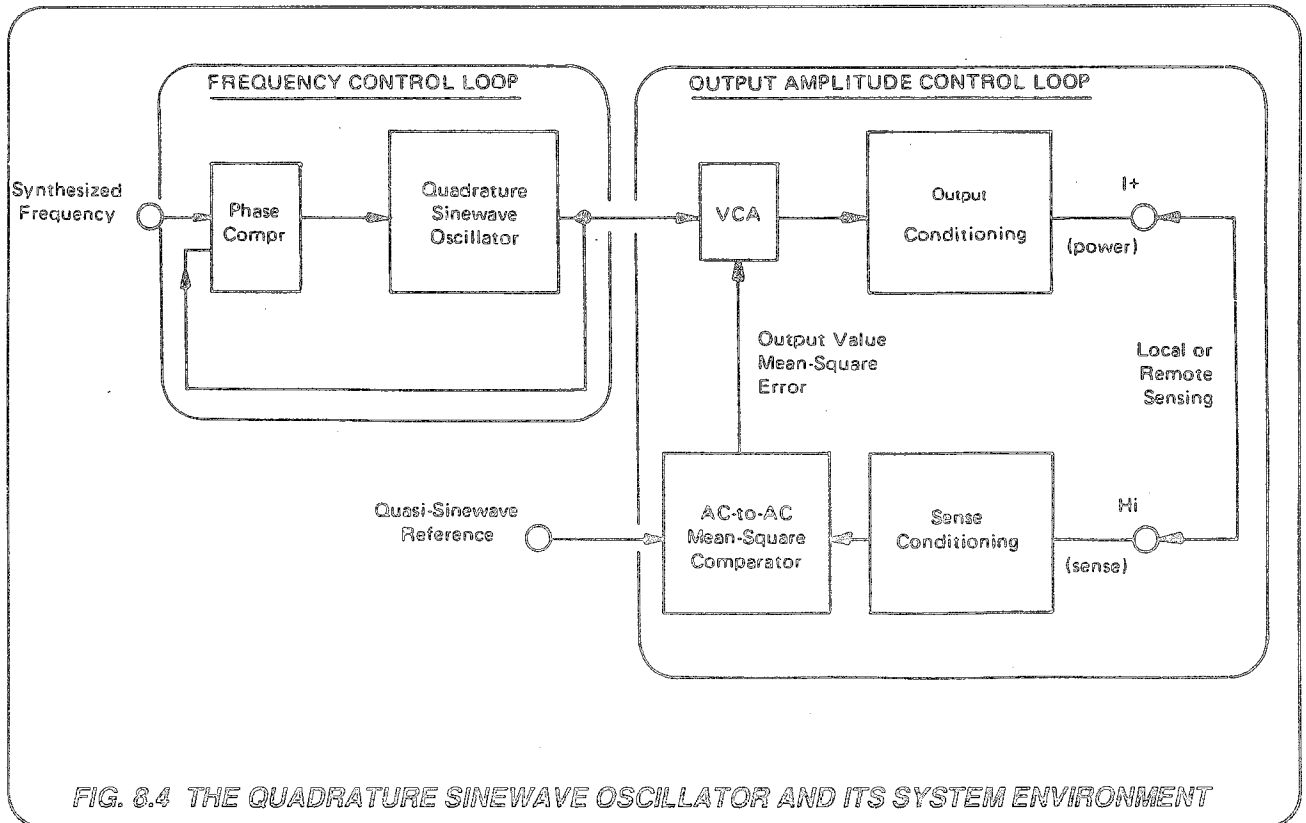 FREQUENCY CONTROL LOOP
OUTPUT AMPLITUDE CONTROL LOOP
Synthesized
Frequency
Phase
Compr
Quadrature
Sinewave
Oscillator
VCA
Output
Conditioning
I+
(power)
Output Value
Mean-Square
Error
Local or
Remote
Sensing
Quasi-Sinewave
Reference
AC-to-AC
Mean-Square
Comparator
Sense
Conditioning
Hi
(sense)
FIG. 8.4 THE QUADRATURE SINEWAVE OSCILLATOR AND ITS SYSTEM ENVIRONMENT